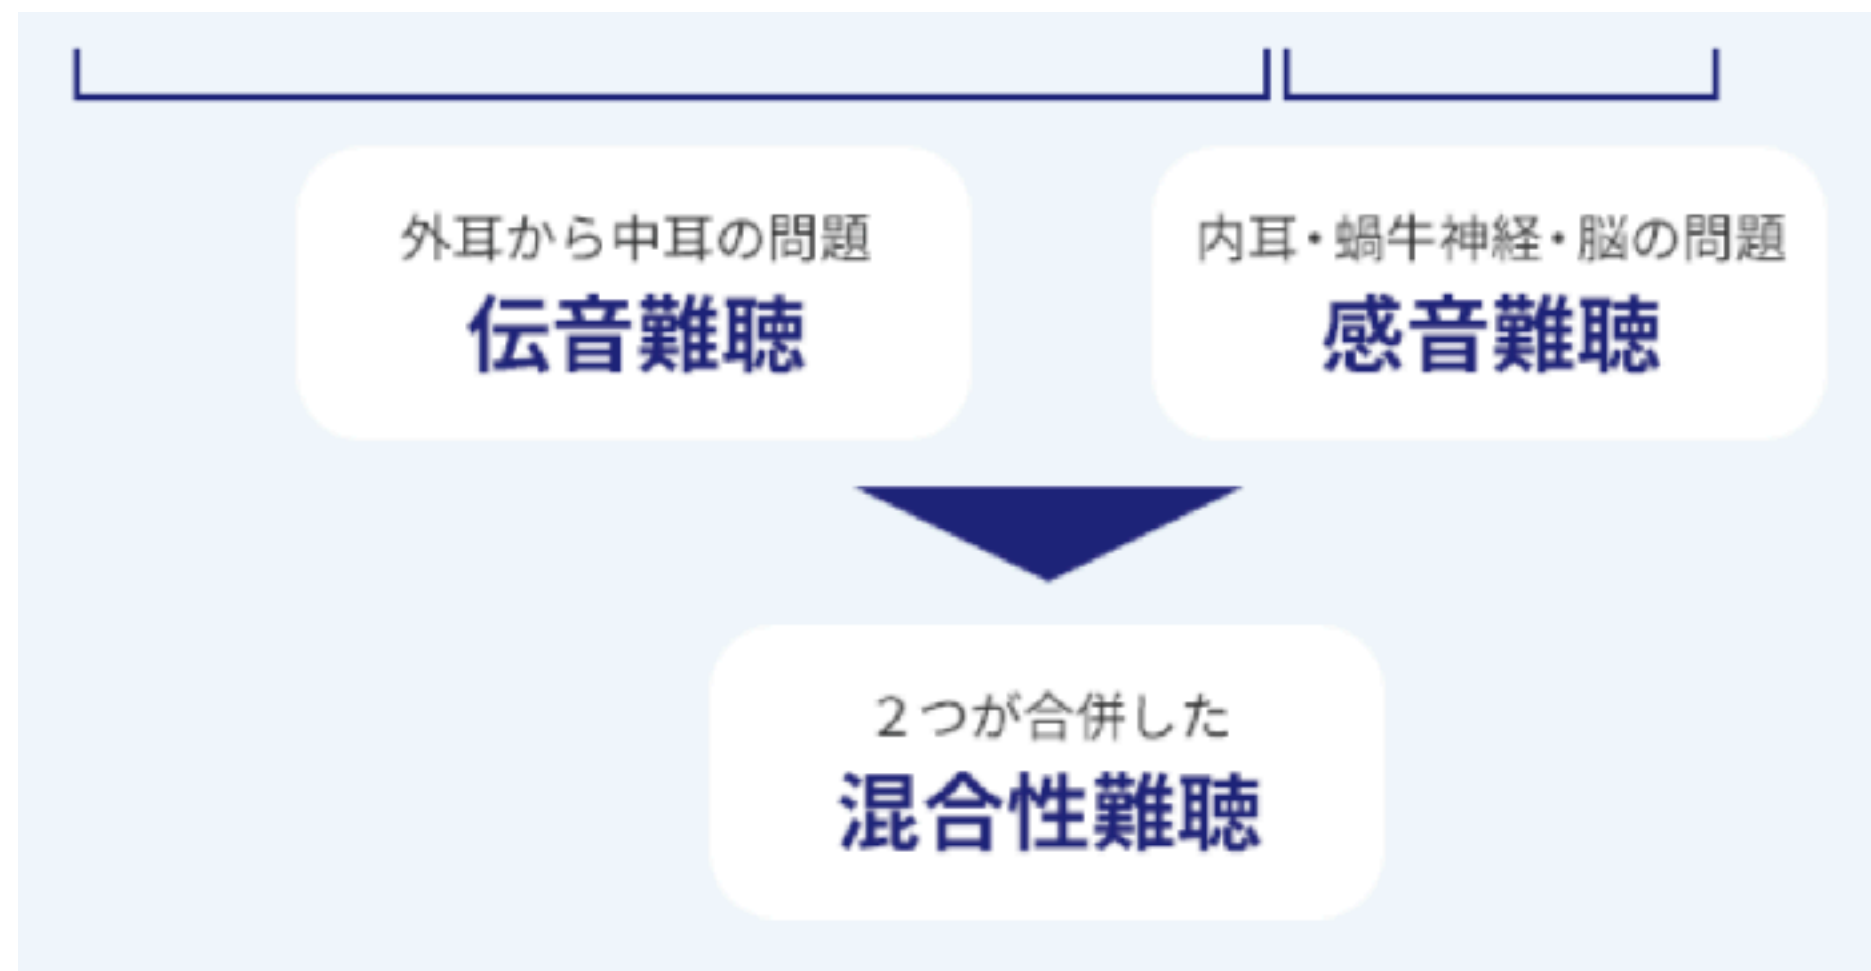 外耳から中耳の問題
伝音難聴
内耳・蝸牛神経・脳の問題
感音難聴
２つが合併した
混合性難聴